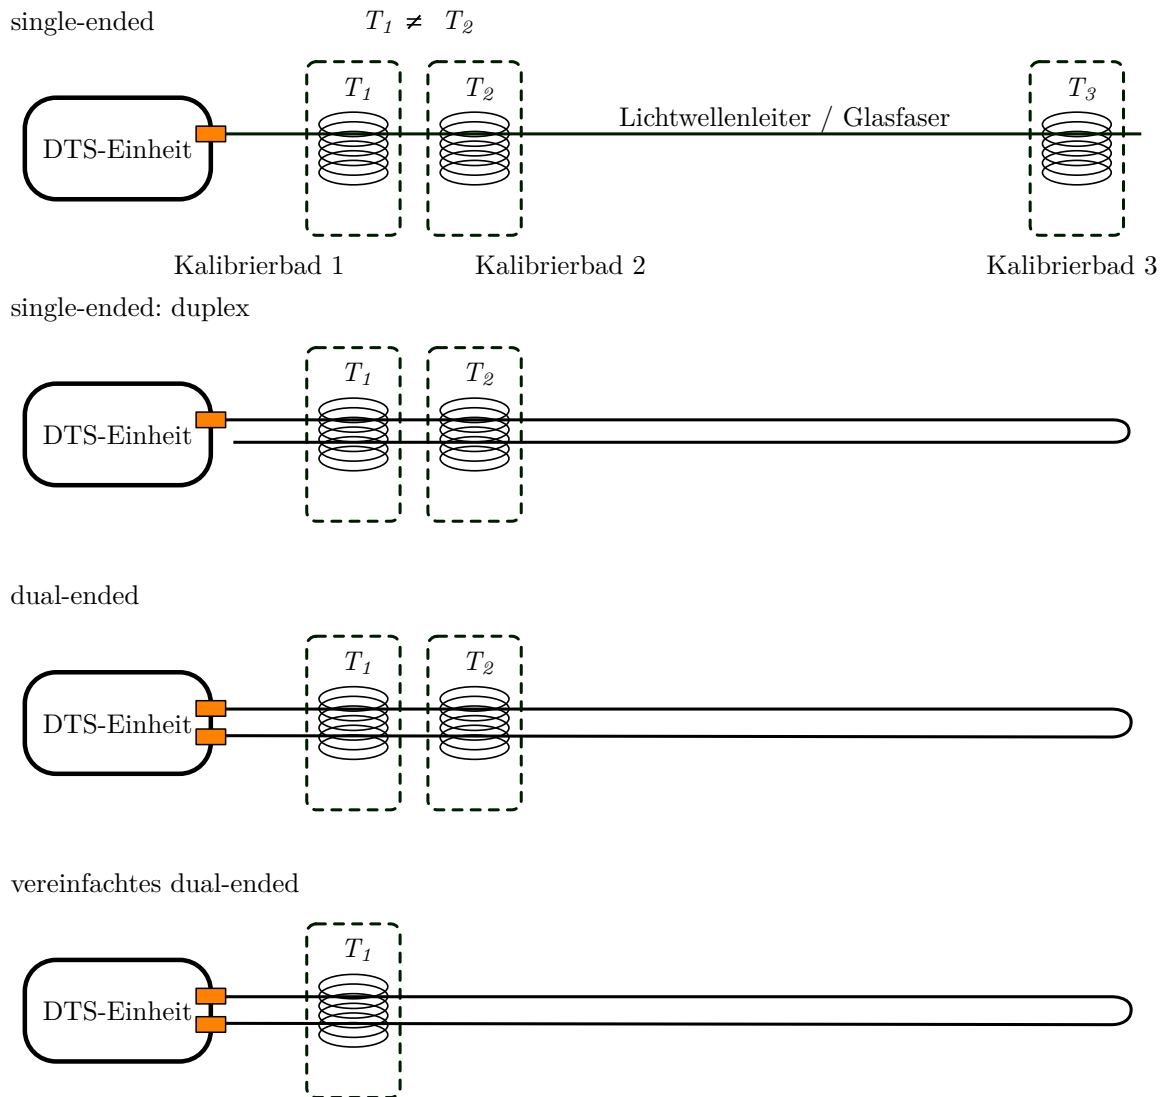 single-ended T₁ ≠ T₂
T₁ T₂ T₃
Lichtwellenleiter / Glasfaser
DTS-Einheit
Kalibrierbad 1 Kalibrierbad 2 Kalibrierbad 3
single-ended: duplex
T₁ T₂
DTS-Einheit
dual-ended
T₁ T₂
DTS-Einheit
vereinfachtes dual-ended
T₁
DTS-Einheit